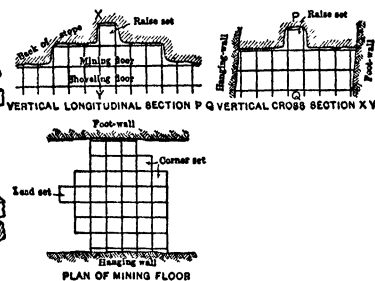 Y
Raise set
Back of stope
Mining floor
Shoveling floor
Y
VERTICAL LONGITUDINAL SECTION P Q
P
Raise set
Hanging-wall
Foot-wall
Q
VERTICAL CROSS SECTION X Y
Foot-wall
Corner set
Lead set
Hanging wall
PLAN OF MINING FLOOR